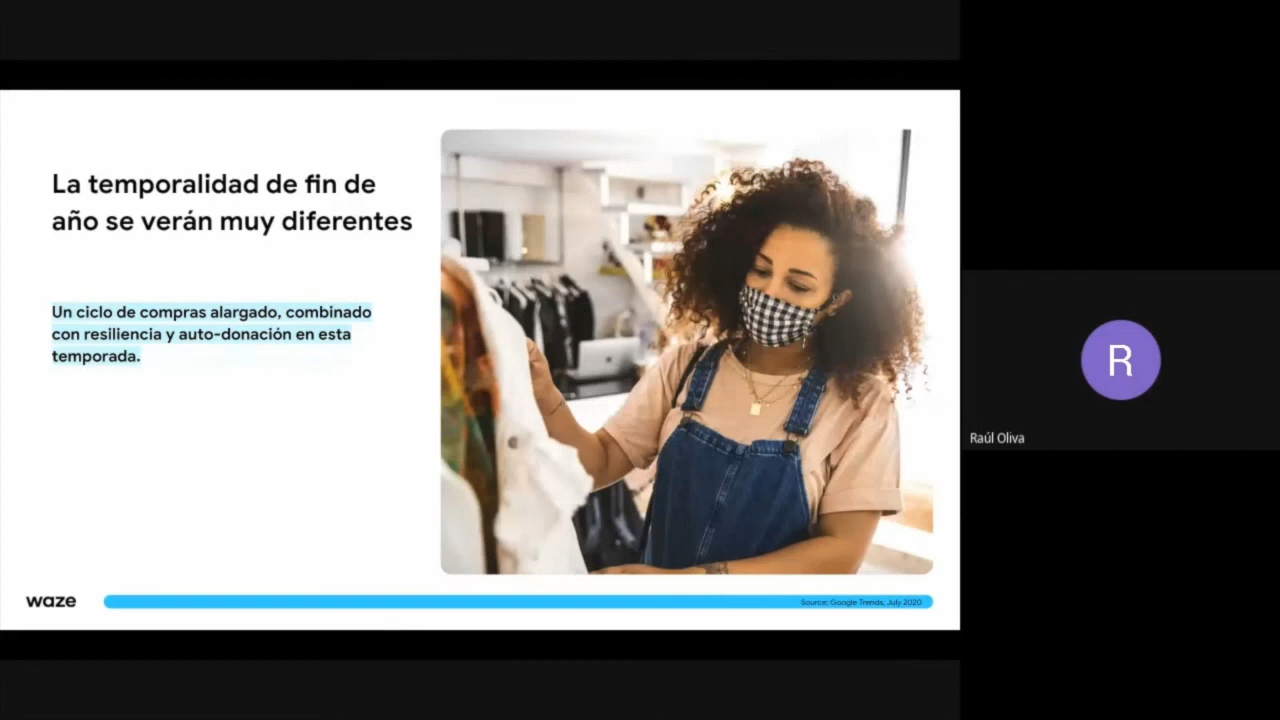 La temporalidad de fin de
año se verán muy diferentes
Un ciclo de compras alargado, combinado
con resiliencia y auto-donación en esta
temporada.
waze
Source: Google Trends, July 2020
R
Raúl Oliva